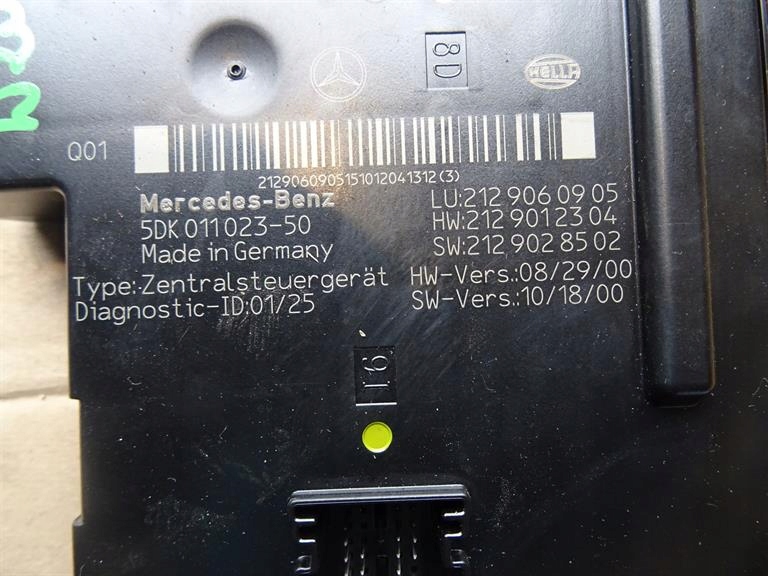 8D
HELLA
Q01
2129060905151012041312(3)
Mercedes-Benz
LU:212 906 09 05
5DK 011 023-50
HW:212 901 23 04
Made in Germany
SW:212 902 85 02
Type:Zentralsteuergerät
HW-Vers.:08/29/00
Diagnostic-ID:01/25
SW-Vers.:10/18/00